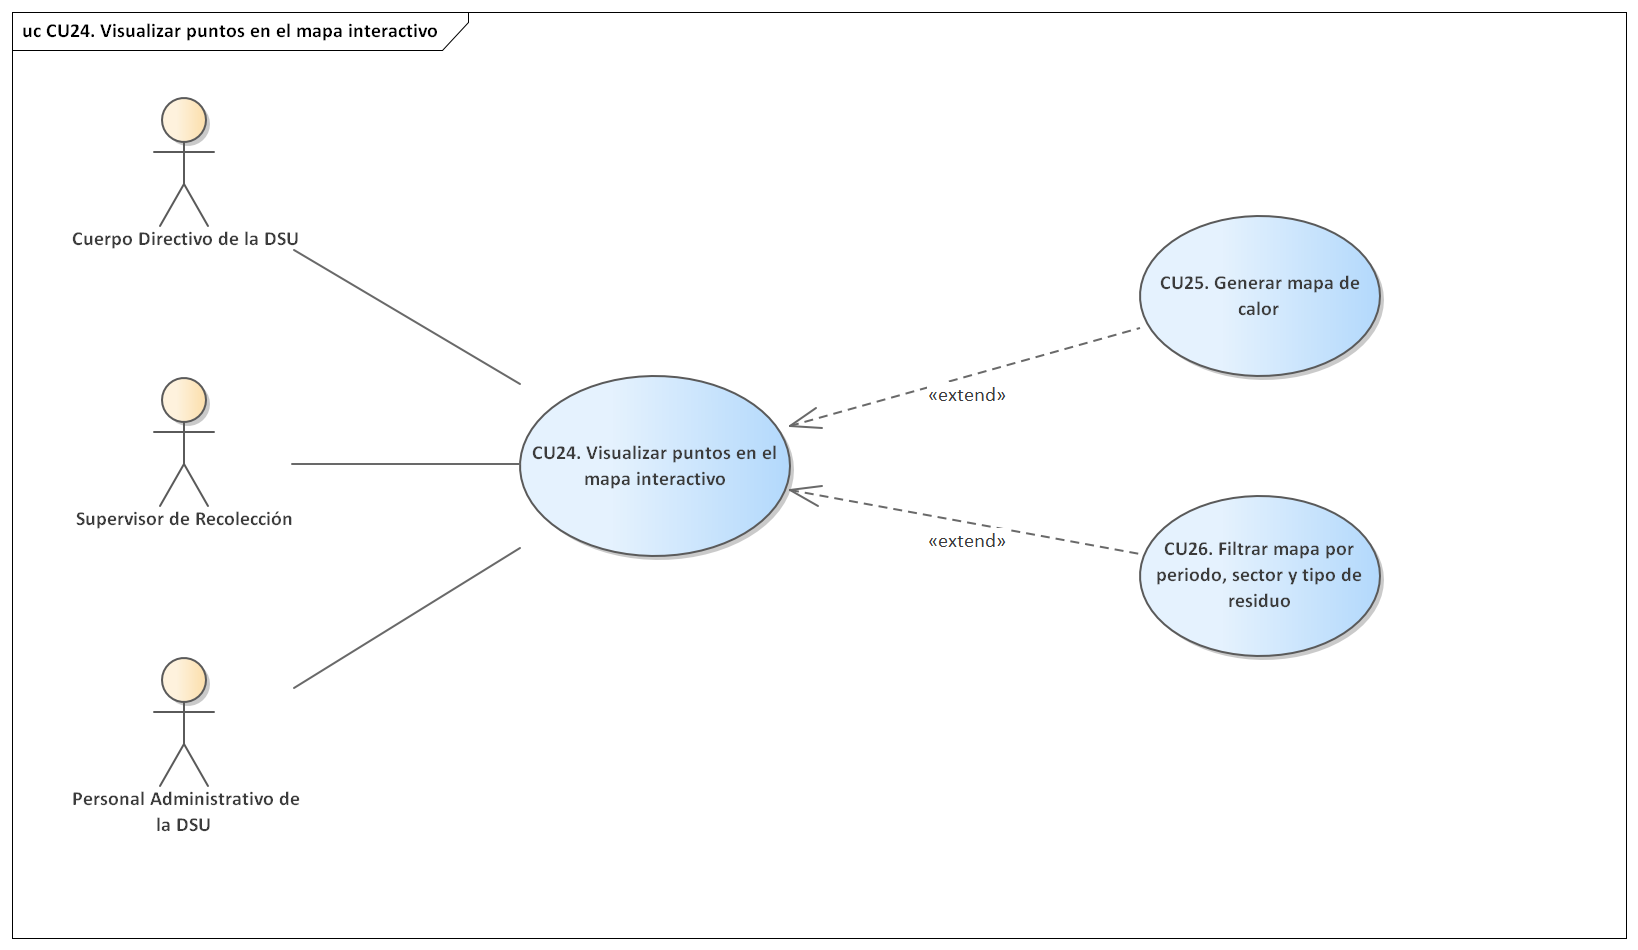 uc CU24. Visualizar puntos en el mapa interactivo
Cuerpo Directivo de la DSU
CU25. Generar mapa de
calor
«extend»
CU24. Visualizar puntos en el
mapa interactivo
Supervisor de Recolección
«extend»
CU26. Filtrar mapa por
periodo, sector y tipo de
residuo
Personal Administrativo de
la DSU